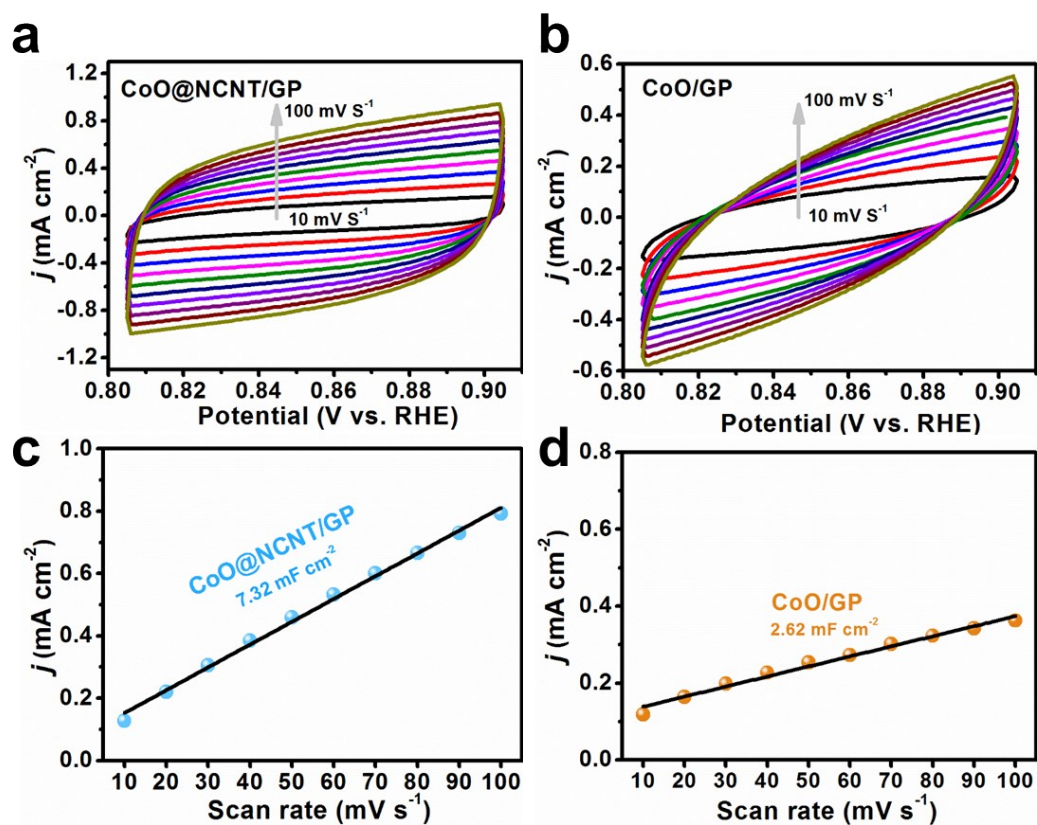 a
CoO@NCNT/GP
100 mV S⁻¹
10 mV S⁻¹
j (mA cm⁻²)
1.2
0.8
0.4
0.0
-0.4
-0.8
-1.2
0.80 0.82 0.84 0.86 0.88 0.90
Potential (V vs. RHE)
b
CoO/GP
100 mV S⁻¹
10 mV S⁻¹
j (mA cm⁻²)
0.6
0.4
0.2
0.0
-0.2
-0.4
-0.6
0.80 0.82 0.84 0.86 0.88 0.90
Potential (V vs. RHE)
c
CoO@NCNT/GP
7.32 mF cm⁻²
j (mA cm⁻²)
1.0
0.8
0.6
0.4
0.2
0.0
10 20 30 40 50 60 70 80 90 100
Scan rate (mV s⁻¹)
d
CoO/GP
2.62 mF cm⁻²
j (mA cm⁻²)
0.8
0.6
0.4
0.2
0.0
10 20 30 40 50 60 70 80 90 100
Scan rate (mV s⁻¹)